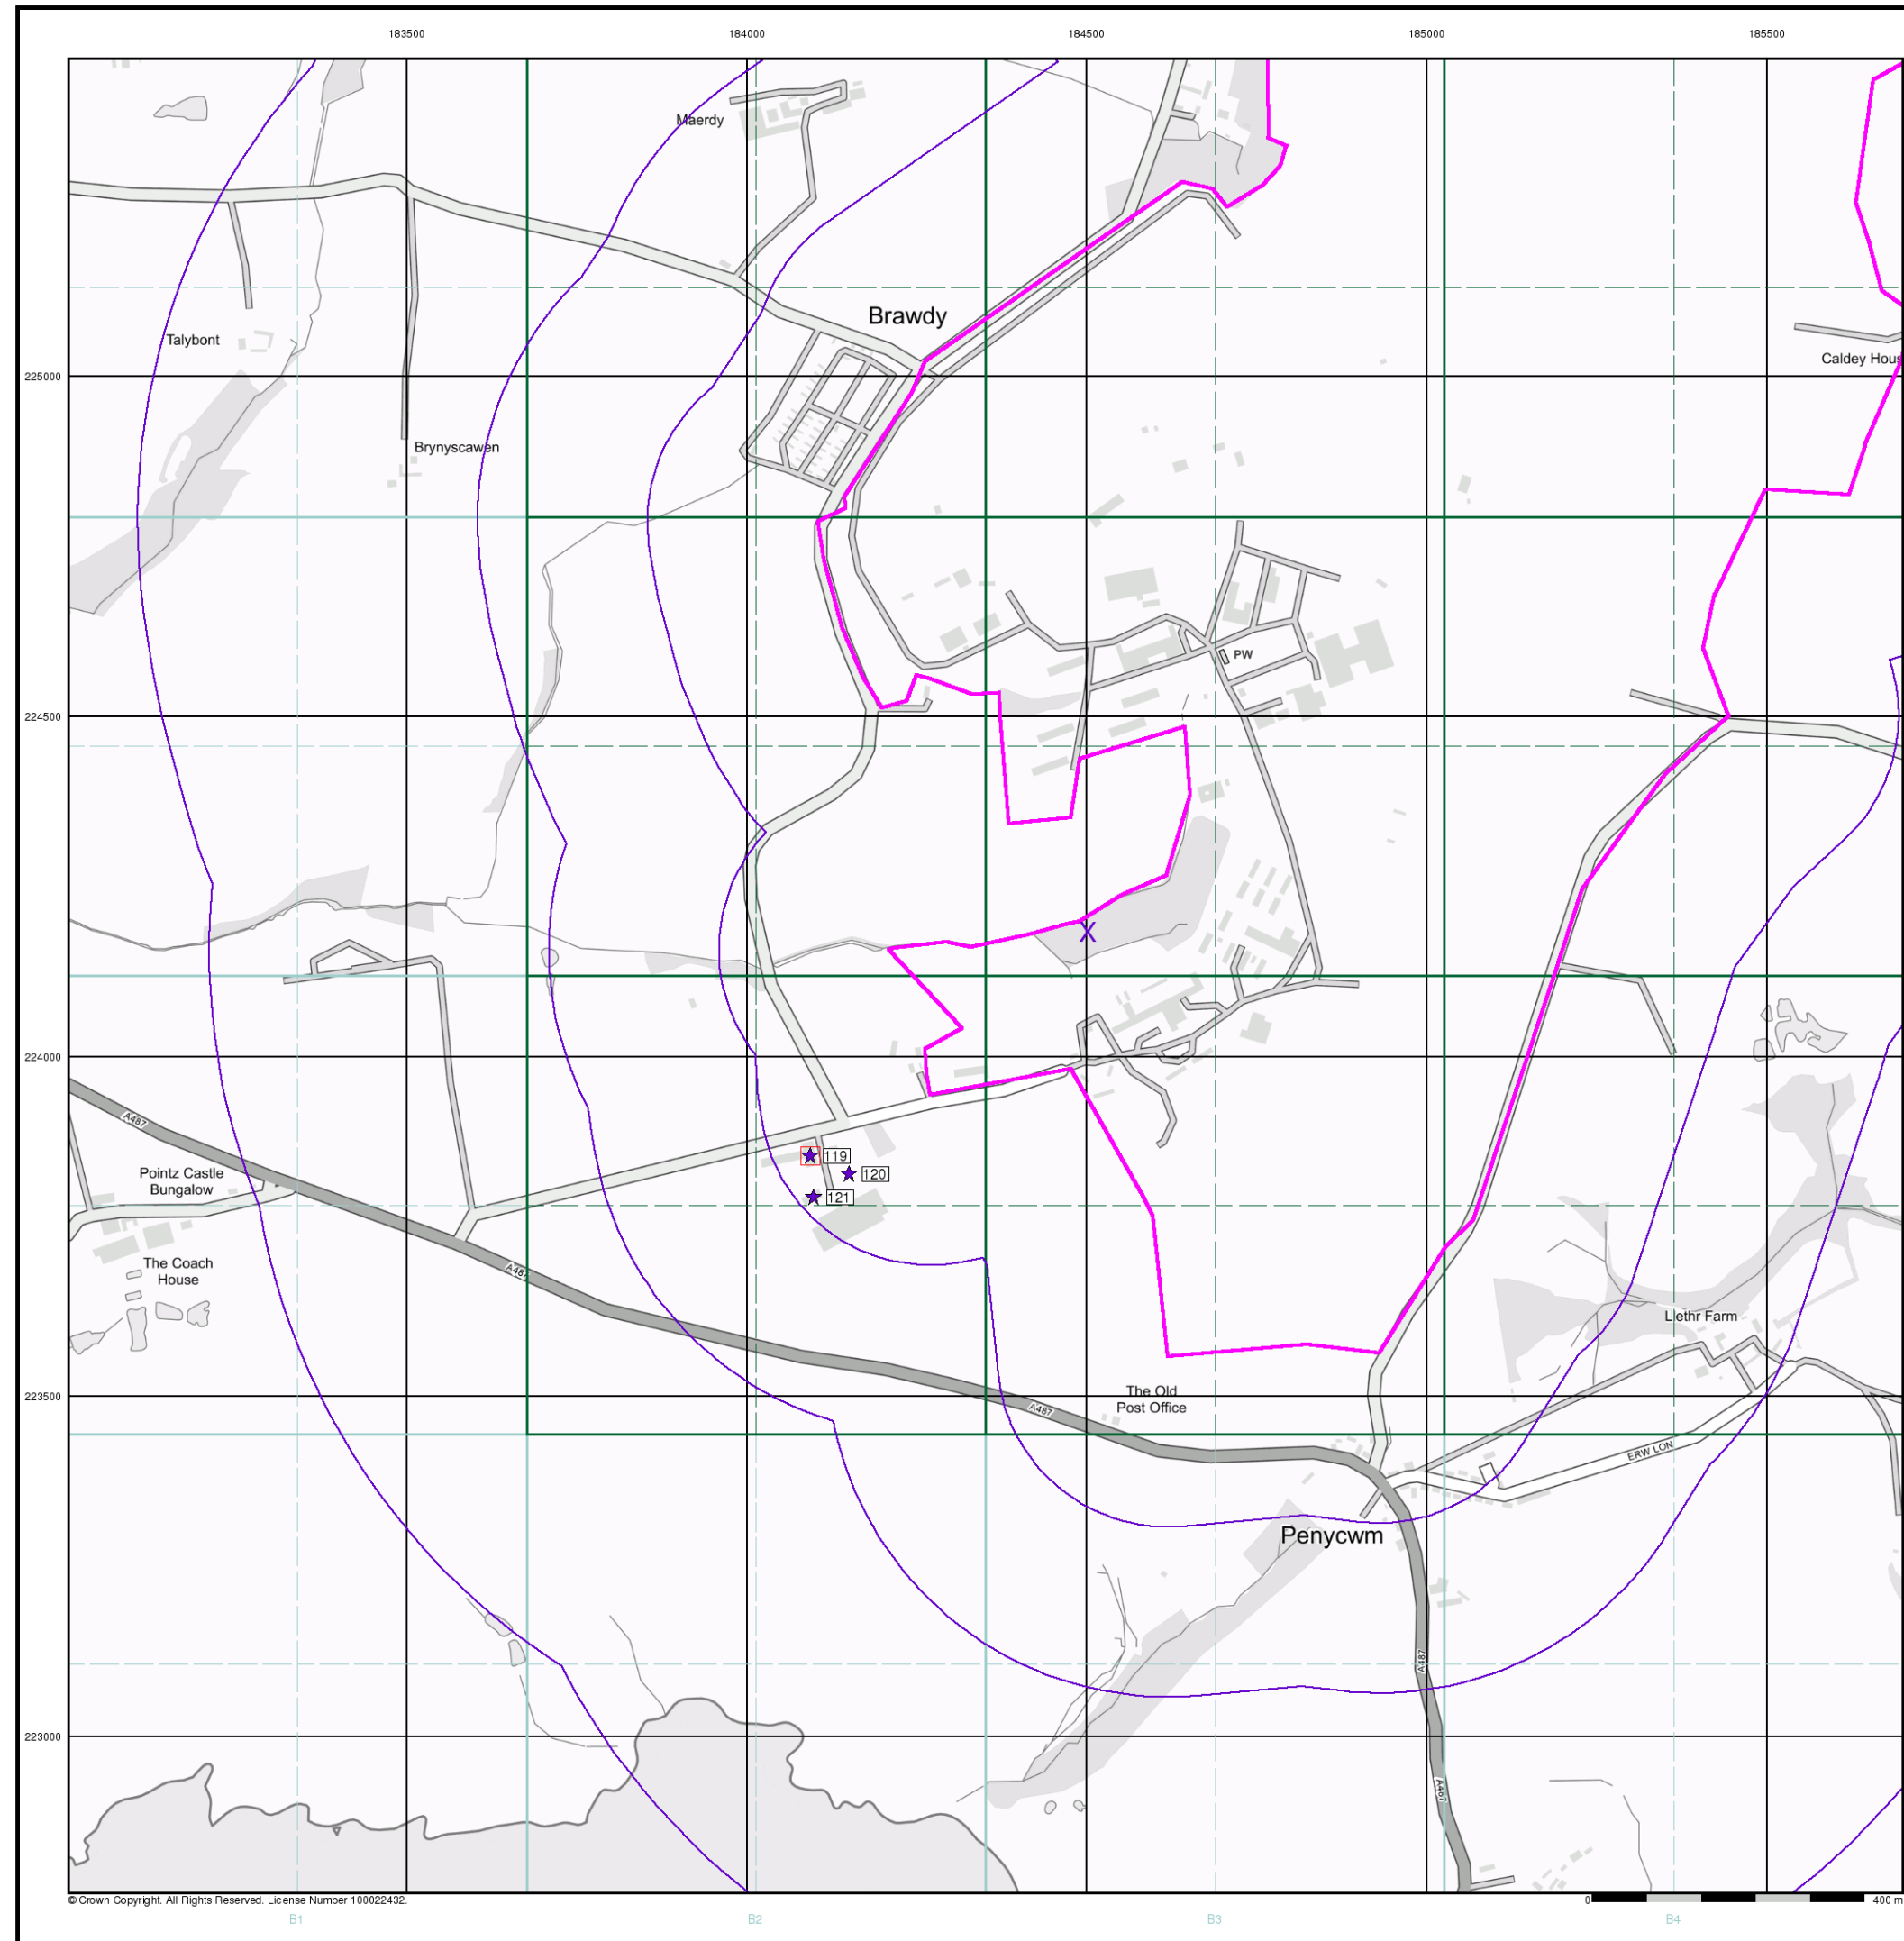 183500 184000 184500 185000 185500
Maerdy
Brawdy
Talybont
Caldey Hous
225000
Brynyscawen
PW
224500
X
224000
A487
119
Pointz Castle
Bungalow
120
121
The Coach
House
A487
Llethr Farm
The Old
Post Office
A487
223500
ERW LON
Penycwm
A487
223000
A487
© Crown Copyright. All Rights Reserved. License Number 100022432.
0 400 m
B1 B2 B3 B4